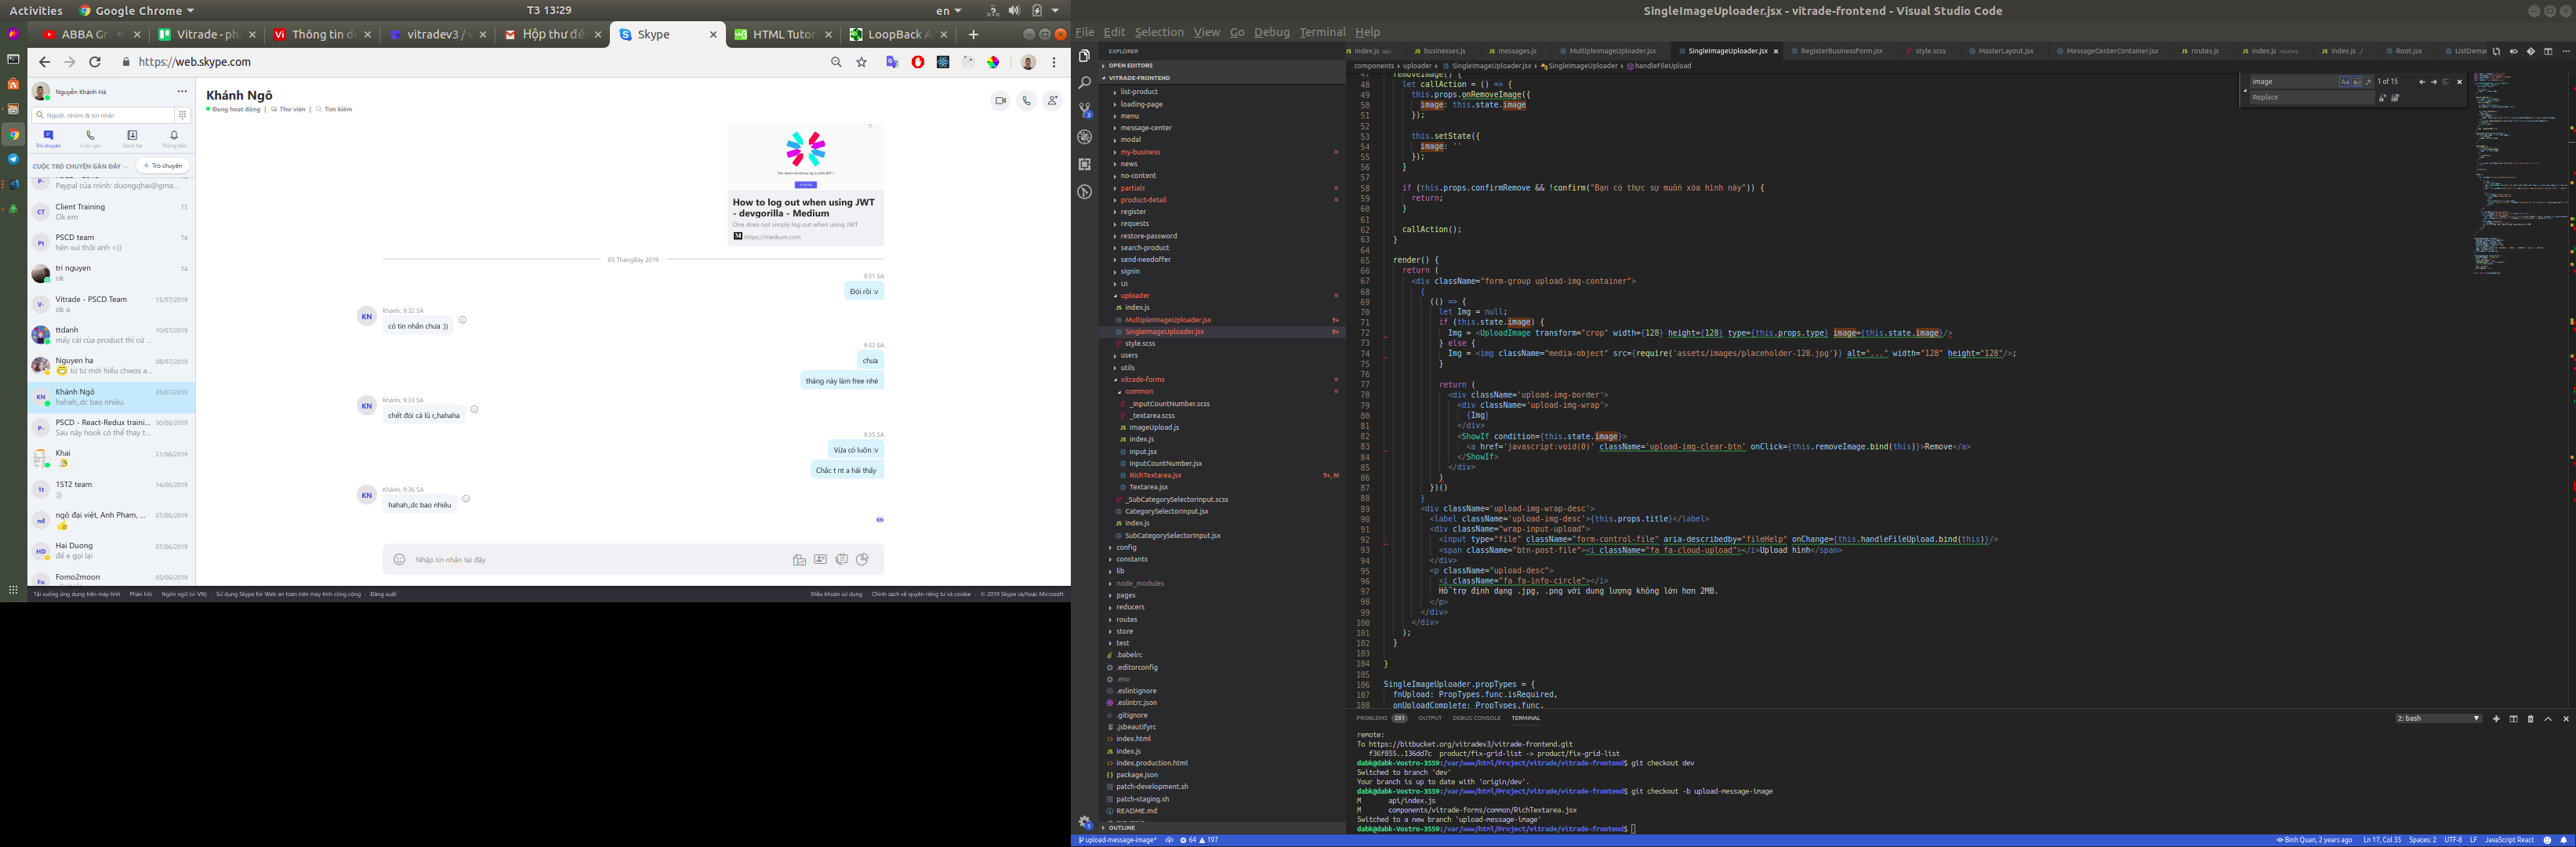 Activities
Google Chrome
T3 13:29
en
ABBA G
Vitrade - ph
Thông tin d
vitradev3 / v
Hộp thư đế
Skype
HTML Tutor
LoopBack A
https://web.skype.com
Nguyễn Khánh Hà
Người, nhóm & tin nhắn
Trò chuyện
Cuộc gọi
Danh bạ
Thông báo
CUỘC TRÒ CHUYỆN GẦN ĐÂY
+ Trò chuyện
Paypal của mình: duongqhai@gma...
CT
Client Training
T5
Ok em
Pt
PSCD team
T4
hên xui thôi anh =))
tri nguyen
T4
ok
V-
Vitrade - PSCD Team
15/07/2019
ok a
ttdanh
10/07/2019
mấy cái của product thì cứ ...
Nguyen ha
08/07/2019
từ từ mới hiểu chwos a...
KN
Khánh Ngô
05/07/2019
hahah,,dc bao nhiêu
P-
PSCD - React-Redux traini...
30/06/2019
Sau này hook có thể thay t...
Khai
21/06/2019
1t
15T2 team
14/06/2019
:))
nđ
ngô đại việt, Anh Pham, ...
07/06/2019
HD
Hai Duong
07/06/2019
để e gọi lại
Fo
Fomo2moon
05/06/2019
Khánh Ngô
Đang hoạt động | Thư viện | Tìm kiếm
How to log out when using JWT
- devgorilla - Medium
One does not simply log out when using JWT
https://medium.com
05 ThángBảy 2019
9:31 SA
Đói rồi :v
KN
Khánh, 9:32 SA
có tin nhắn chưa :))
9:33 SA
chưa
tháng này làm free nhé
KN
Khánh, 9:33 SA
chết đói cả lũ r,,hahaha
9:35 SA
Vừa có luôn :v
Chắc t nt a hải thấy
KN
Khánh, 9:36 SA
hahah,,dc bao nhiêu
KN
Nhập tin nhắn tại đây
Tải xuống ứng dụng trên máy tính · Phản hồi · Ngôn ngữ (vi-VN) · Sử dụng Skype for Web an toàn trên máy tính công cộng · Đăng xuất
Điều khoản sử dụng · Chính sách về quyền riêng tư và cookie · © 2019 Skype và/hoặc Microsoft.
SingleImageUploader.jsx - vitrade-frontend - Visual Studio Code
File Edit Selection View Go Debug Terminal Help
EXPLORER
OPEN EDITORS
VITRADE-FRONTEND
list-product
loading-page
menu
message-center
modal
my-business
news
no-content
partials
product-detail
register
requests
restore-password
search-product
send-needoffer
signin
UI
uploader
JS index.js
MultipleImageUploader.jsx 9+
SingleImageUploader.jsx 9+
style.scss
users
utils
vitrade-forms
common
_InputCountNumber.scss
_textarea.scss
JS ImageUpload.js
JS index.js
Input.jsx
InputCountNumber.jsx
RichTextarea.jsx 9+, M
Textarea.jsx
_SubCategorySelectorInput.scss
CategorySelectorInput.jsx
JS index.js
SubCategorySelectorInput.jsx
config
constants
lib
node_modules
pages
reducers
routes
store
test
.babelrc
.editorconfig
.env
.eslintignore
.eslintrc.json
.gitignore
.jsbeautifyrc
index.html
JS index.js
index.production.html
package.json
patch-development.sh
patch-staging.sh
README.md
OUTLINE
JS index.js api
JS businesses.js
JS messages.js
MultipleImageUploader.jsx
SingleImageUploader.jsx
RegisterBusinessForm.jsx
style.scss
MasterLayout.jsx
MessageCenterContainer.jsx
JS routes.js
JS index.js routes
JS index.js /
Root.jsx
ListDema
components › uploader › SingleImageUploader.jsx › SingleImageUploader › handleFileUpload
image
1 of 15
Replace
47 removeImage() {
48 let callAction = () => {
49 this.props.onRemoveImage({
50 image: this.state.image
51 });
52
53 this.setState({
54 image: ''
55 });
56 }
57
58 if (this.props.confirmRemove && !confirm("Bạn có thực sự muốn xóa hình này")) {
59 return;
60 }
61
62 callAction();
63 }
64
65 render() {
66 return (
67 <div className="form-group upload-img-container">
68 {
69 (() => {
70 let Img = null;
71 if (this.state.image) {
72 Img = <UploadImage transform="crop" width={128} height={128} type={this.props.type} image={this.state.image}/>
73 } else {
74 Img = <img className="media-object" src={require('assets/images/placeholder-128.jpg')} alt="..." width="128" height="128"/>;
75 }
76
77 return (
78 <div className='upload-img-border'>
79 <div className='upload-img-wrap'>
80 {Img}
81 </div>
82 <ShowIf condition={this.state.image}>
83 <a href='javascript:void(0)' className='upload-img-clear-btn' onClick={this.removeImage.bind(this)}>Remove</a>
84 </ShowIf>
85 </div>
86 )
87 })()
88 }
89 <div className='upload-img-wrap-desc'>
90 <label className='upload-img-desc'>{this.props.title}</label>
91 <div className="wrap-input-upload">
92 <input type="file" className="form-control-file" aria-describedby="fileHelp" onChange={this.handleFileUpload.bind(this)}/>
93 <span className="btn-post-file"><i className="fa fa-cloud-upload"></i>Upload hình</span>
94 </div>
95 <p className="upload-desc">
96 <i className="fa fa-info-circle"></i>
97 Hỗ trợ định dạng .jpg, .png với dung lượng không lớn hơn 2MB.
98 </p>
99 </div>
100 </div>
101 );
102 }
103
104 }
105
106 SingleImageUploader.propTypes = {
107 fnUpload: PropTypes.func.isRequired,
108 onUploadComplete: PropTypes.func,
PROBLEMS 261 OUTPUT DEBUG CONSOLE TERMINAL
2: bash
remote:
To https://bitbucket.org/vitradev3/vitrade-frontend.git
f36f855..136dd7c product/fix-grid-list -> product/fix-grid-list
dabk@dabk-Vostro-3559:/var/www/html/Project/vitrade/vitrade-frontend$ git checkout dev
Switched to branch 'dev'
Your branch is up to date with 'origin/dev'.
dabk@dabk-Vostro-3559:/var/www/html/Project/vitrade/vitrade-frontend$ git checkout -b upload-message-image
M api/index.js
M components/vitrade-forms/common/RichTextarea.jsx
Switched to a new branch 'upload-message-image'
dabk@dabk-Vostro-3559:/var/www/html/Project/vitrade/vitrade-frontend$
upload-message-image* 64 197
Binh Quan, 2 years ago Ln 17, Col 35 Spaces: 2 UTF-8 LF JavaScript React